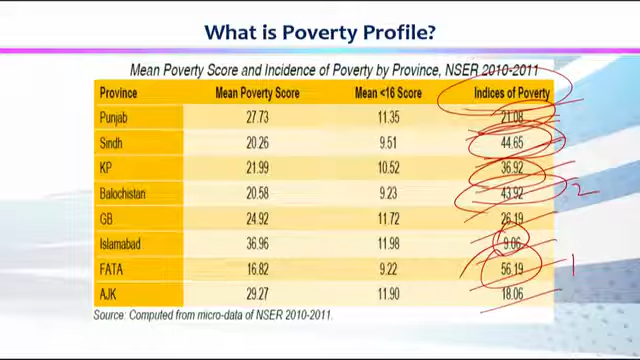 What is Poverty Profile?
Mean Poverty Score and Incidence of Poverty by Province, NSER 2010-2011
Province Mean Poverty Score Mean <16 Score Indices of Poverty
Punjab 27.73 11.35 21.08
Sindh 20.26 9.51 44.65
KP 21.99 10.52 36.92
Balochistan 20.58 9.23 43.92 2
GB 24.92 11.72 26.19
Islamabad 36.96 11.98 9.06
FATA 16.82 9.22 56.19 1
AJK 29.27 11.90 18.06
Source: Computed from micro-data of NSER 2010-2011.